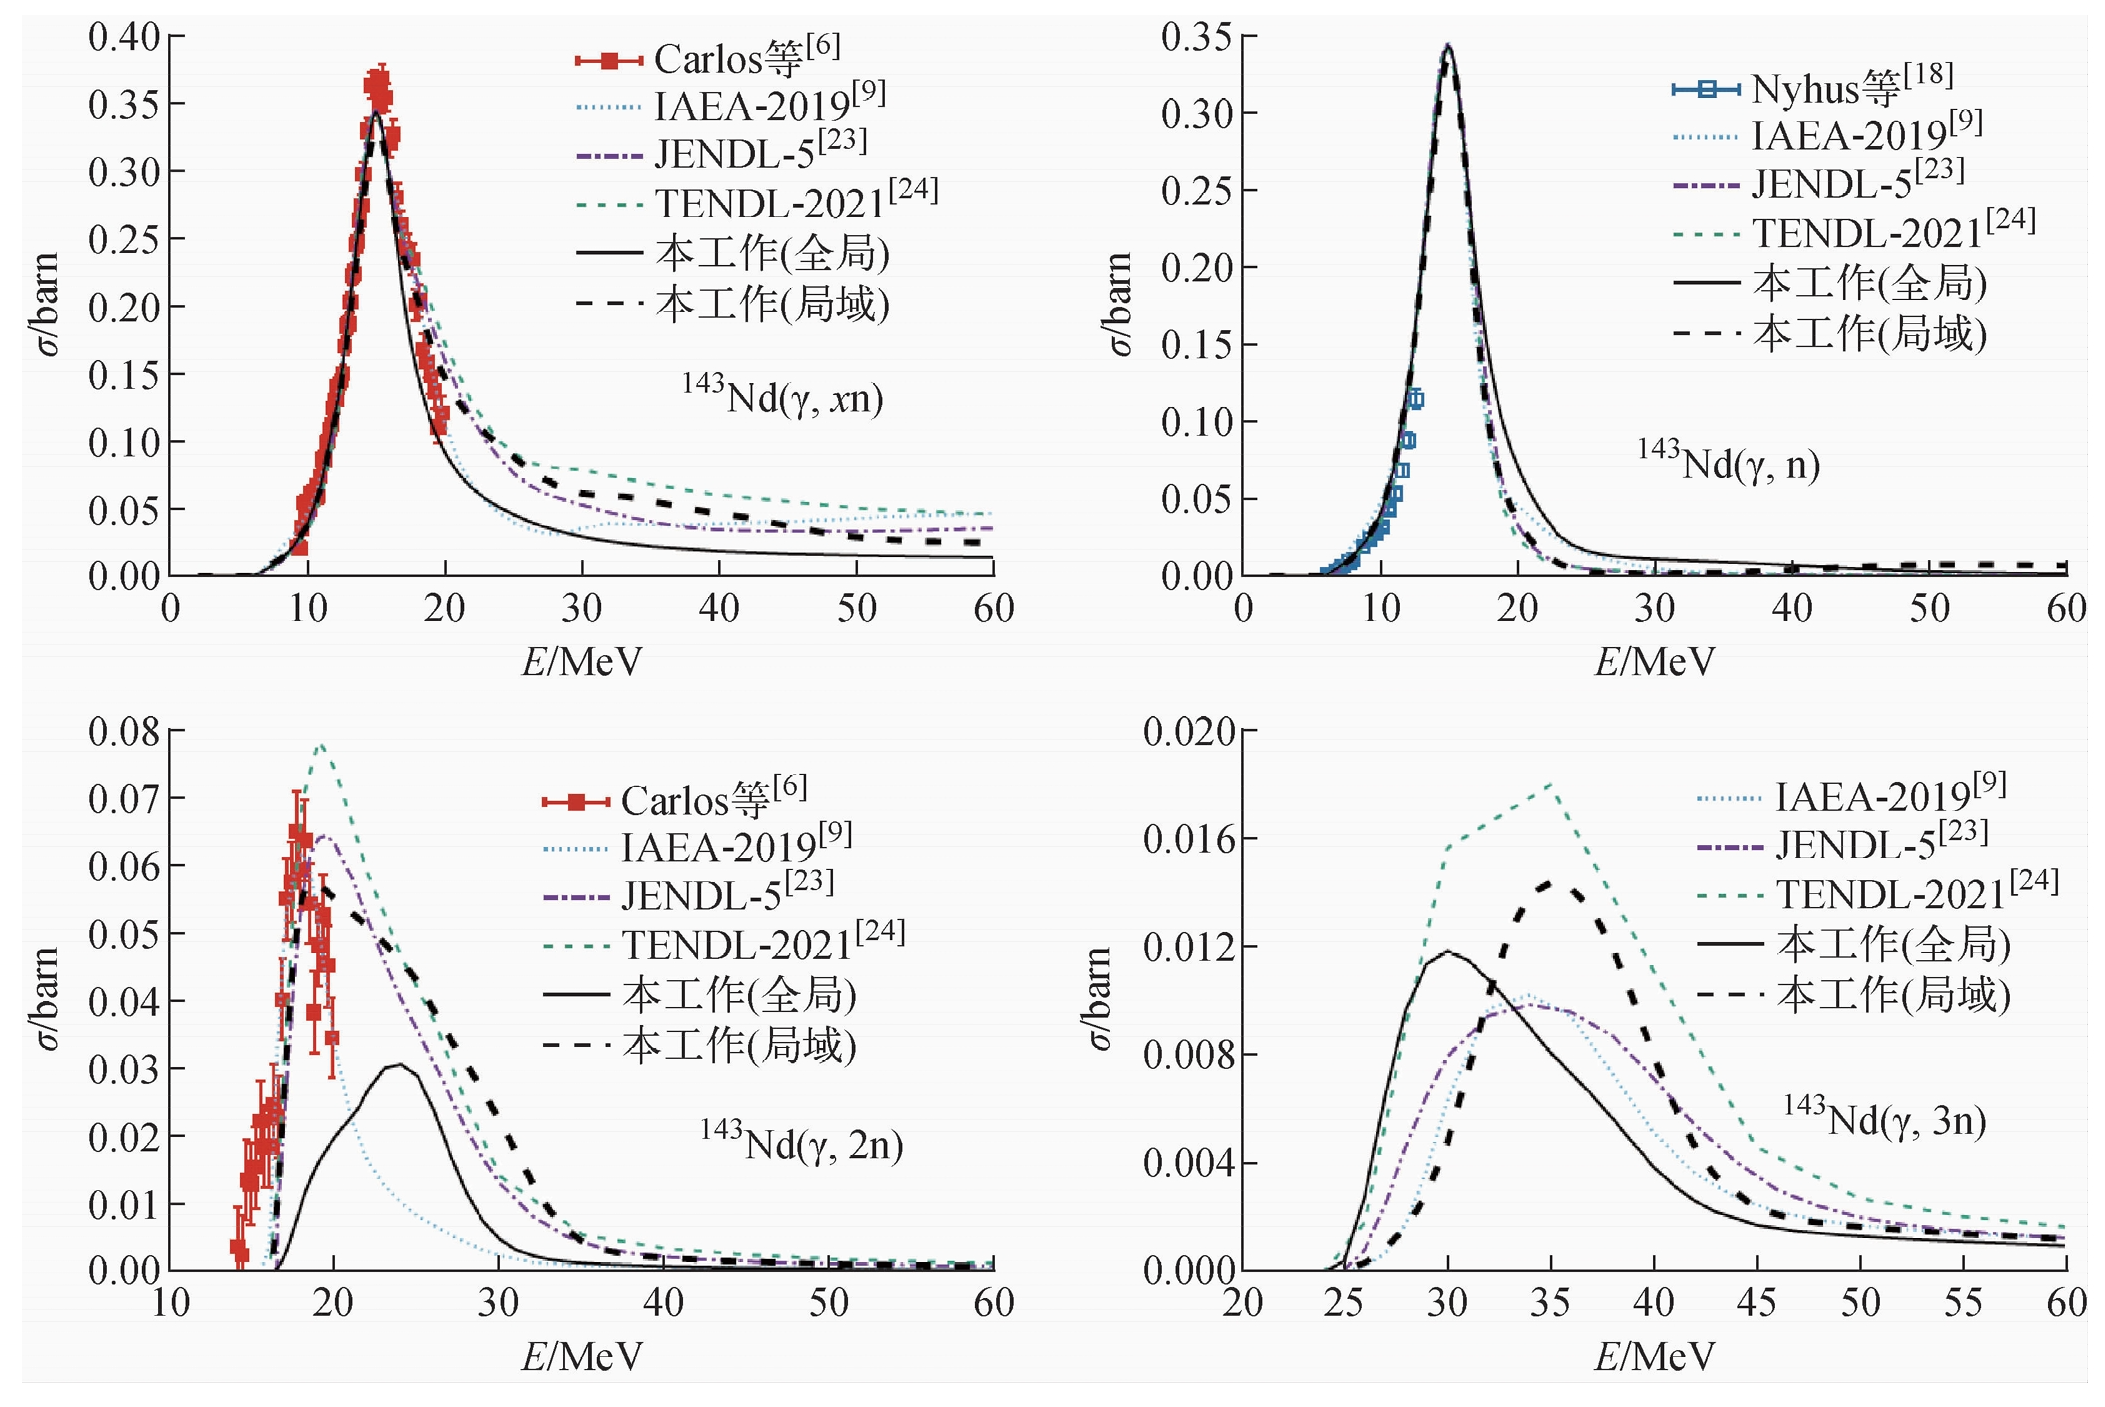 0.40
0.35
0.30
0.25
0.20
0.15
0.10
0.05
0.00
σ/barn
Carlos等[6]
IAEA-2019[9]
JENDL-5[23]
TENDL-2021[24]
本工作(全局)
本工作(局域)
143Nd(γ, xn)
0 10 20 30 40 50 60
E/MeV
0.35
0.30
0.25
0.20
0.15
0.10
0.05
0.00
σ/barn
Nyhus等[18]
IAEA-2019[9]
JENDL-5[23]
TENDL-2021[24]
本工作(全局)
本工作(局域)
143Nd(γ, n)
0 10 20 30 40 50 60
E/MeV
0.08
0.07
0.06
0.05
0.04
0.03
0.02
0.01
0.00
σ/barn
Carlos等[6]
IAEA-2019[9]
JENDL-5[23]
TENDL-2021[24]
本工作(全局)
本工作(局域)
143Nd(γ, 2n)
10 20 30 40 50 60
E/MeV
0.020
0.016
0.012
0.008
0.004
0.000
σ/barn
IAEA-2019[9]
JENDL-5[23]
TENDL-2021[24]
本工作(全局)
本工作(局域)
143Nd(γ, 3n)
20 25 30 35 40 45 50 55 60
E/MeV